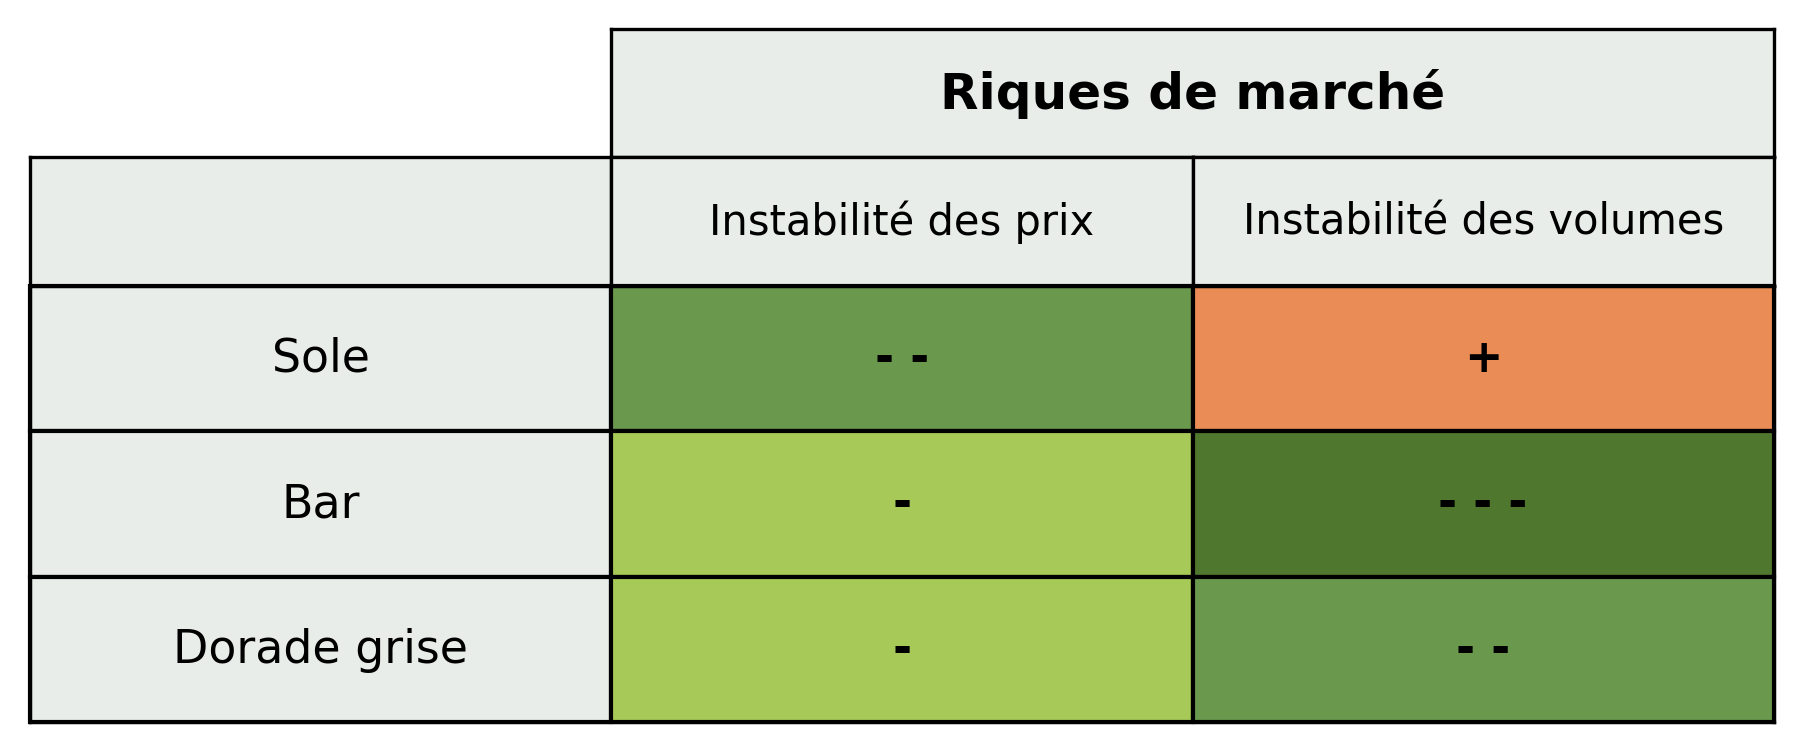 Riques de marché
Instabilité des prix Instabilité des volumes
Sole - - +
Bar - - - -
Dorade grise - - -